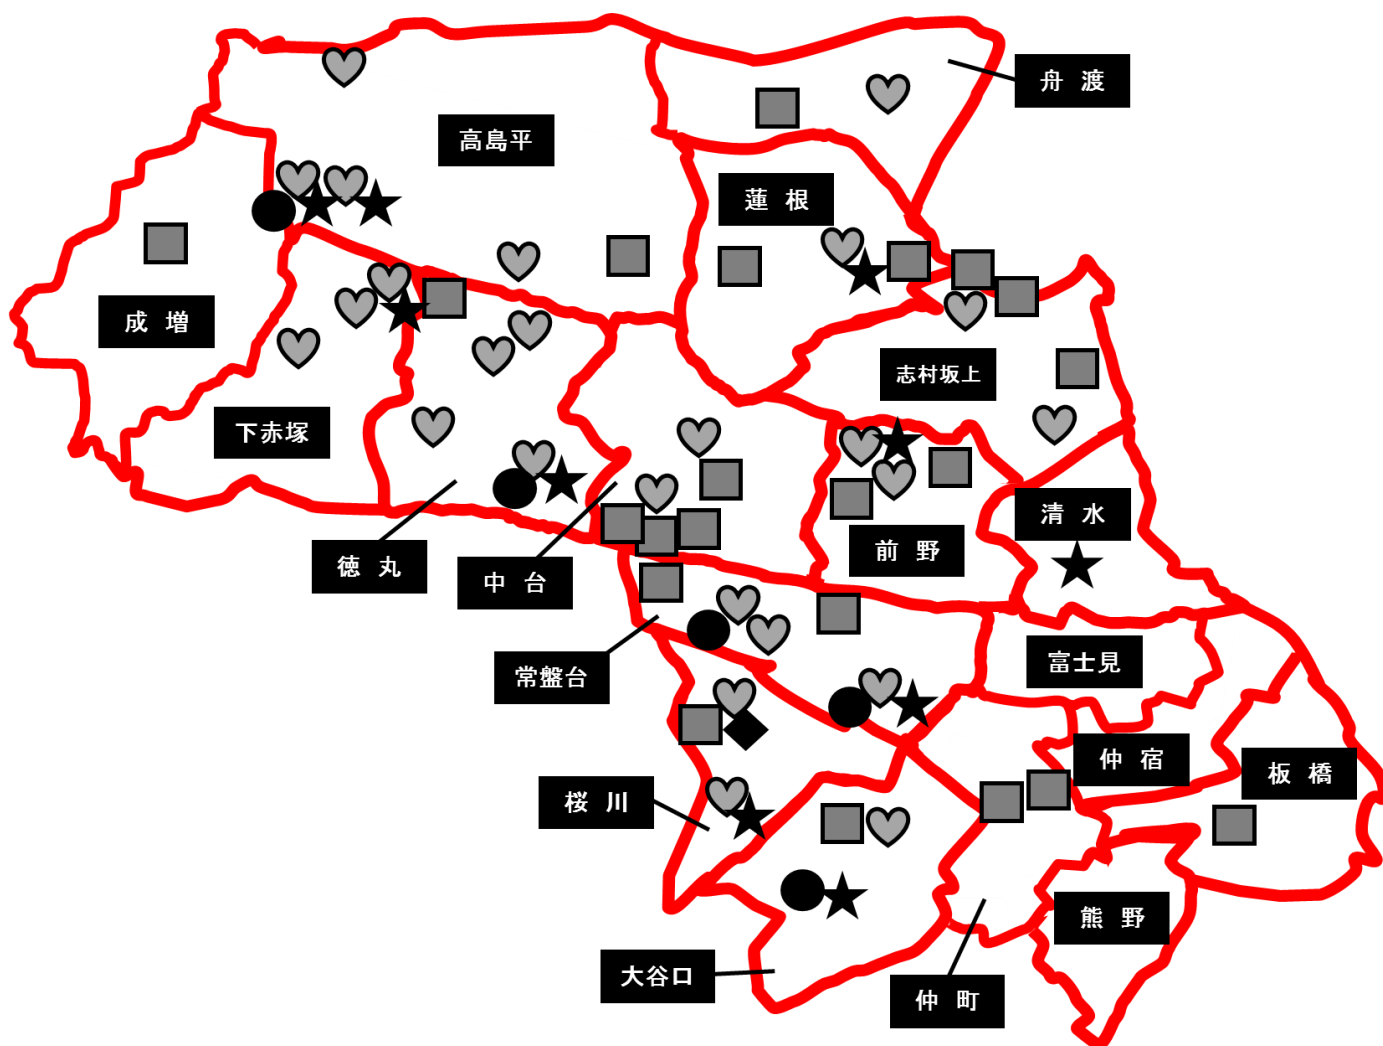 舟 渡
高島平
蓮 根
成 増
志村坂上
下赤塚
清 水
前 野
徳 丸
中 台
富士見
常盤台
仲 宿
板 橋
桜 川
熊 野
大谷口
仲 町